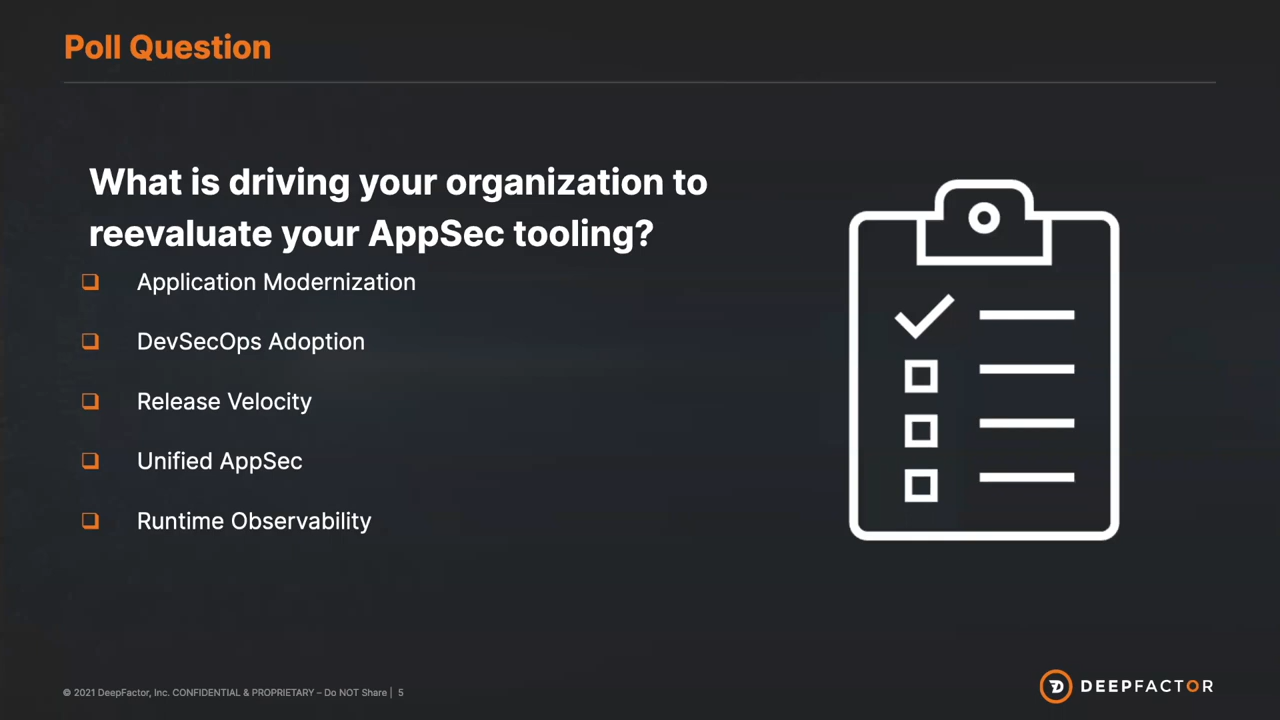 Poll Question
What is driving your organization to
reevaluate your AppSec tooling?
Application Modernization
DevSecOps Adoption
Release Velocity
Unified AppSec
Runtime Observability
© 2021 DeepFactor, Inc. CONFIDENTIAL & PROPRIETARY – Do NOT Share | 5
DEEPFACTOR